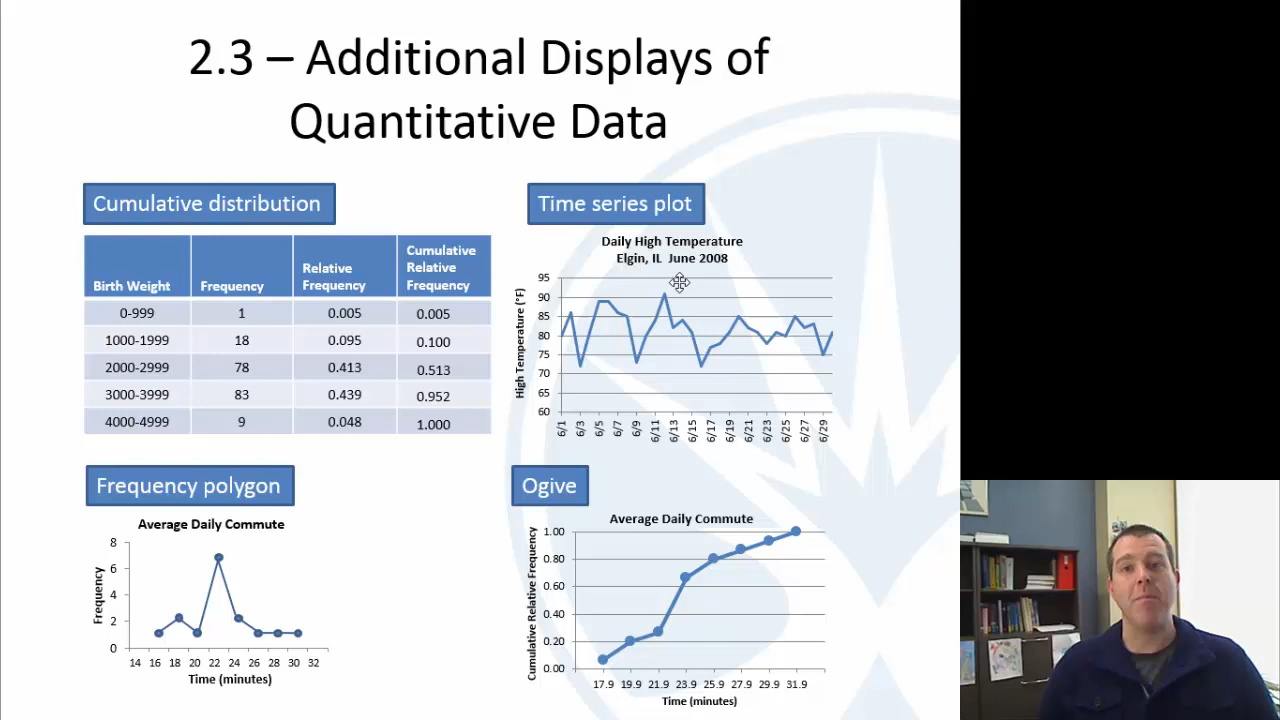 2.3 – Additional Displays of
Quantitative Data
Cumulative distribution
Birth Weight Frequency Relative Frequency Cumulative Relative Frequency
0-999 1 0.005 0.005
1000-1999 18 0.095 0.100
2000-2999 78 0.413 0.513
3000-3999 83 0.439 0.952
4000-4999 9 0.048 1.000
Time series plot
Daily High Temperature
Elgin, IL June 2008
High Temperature (°F)
95
90
85
80
75
70
65
60
6/1 6/3 6/5 6/7 6/9 6/11 6/13 6/15 6/17 6/19 6/21 6/23 6/25 6/27 6/29
Frequency polygon
Average Daily Commute
Frequency
8
6
4
2
0
14 16 18 20 22 24 26 28 30 32
Time (minutes)
Ogive
Average Daily Commute
Cumulative Relative Frequency
1.00
0.80
0.60
0.40
0.20
0.00
17.9 19.9 21.9 23.9 25.9 27.9 29.9 31.9
Time (minutes)